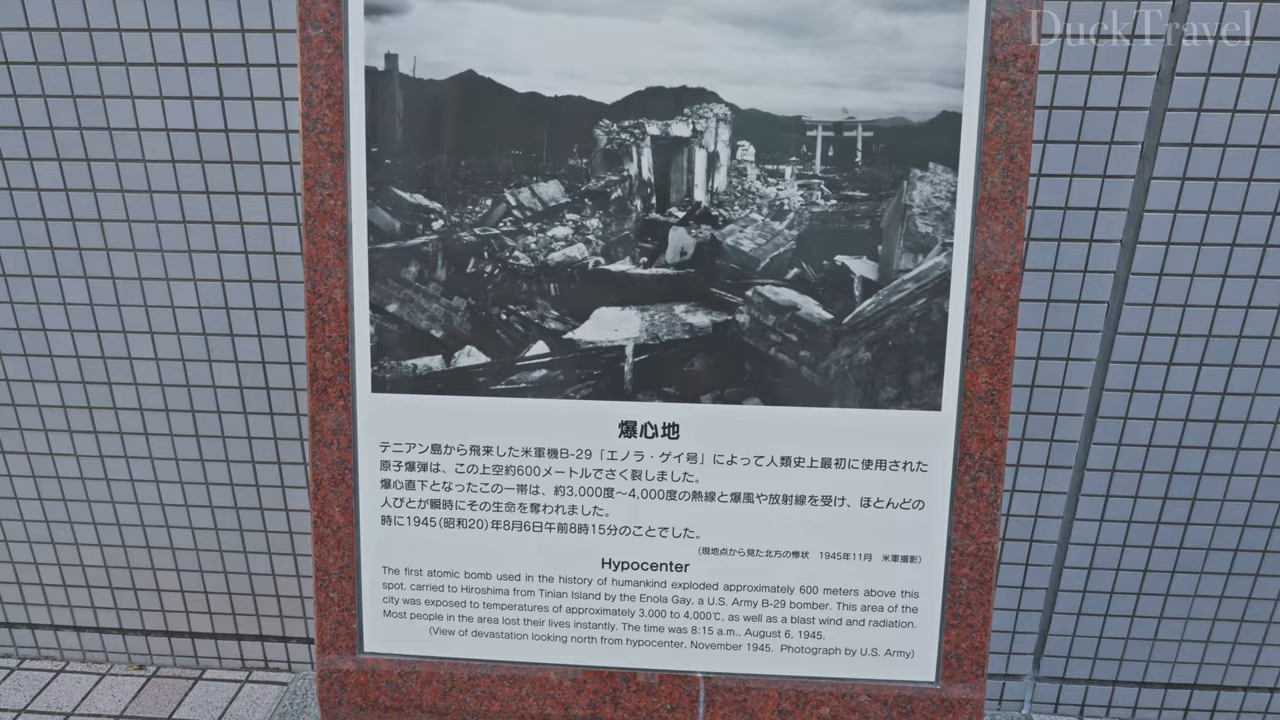 DuckTravel
爆心地
テニアン島から飛来した米軍機B-29「エノラ・ゲイ号」によって人類史上最初に使用された
原子爆弾は、この上空約600メートルでさく裂しました。
爆心直下となったこの一帯は、約3,000度～4,000度の熱線と爆風や放射線を受け、ほとんどの
人びとが瞬時にその生命を奪われました。
時に1945(昭和20)年8月6日午前8時15分のことでした。
(現地点から見た北方の惨状 1945年11月 米軍撮影)
Hypocenter
The first atomic bomb used in the history of humankind exploded approximately 600 meters above this
spot, carried to Hiroshima from Tinian Island by the Enola Gay, a U.S. Army B-29 bomber. This area of the
city was exposed to temperatures of approximately 3,000 to 4,000℃, as well as a blast wind and radiation.
Most people in the area lost their lives instantly. The time was 8:15 a.m., August 6, 1945.
(View of devastation looking north from hypocenter, November 1945. Photograph by U.S. Army)